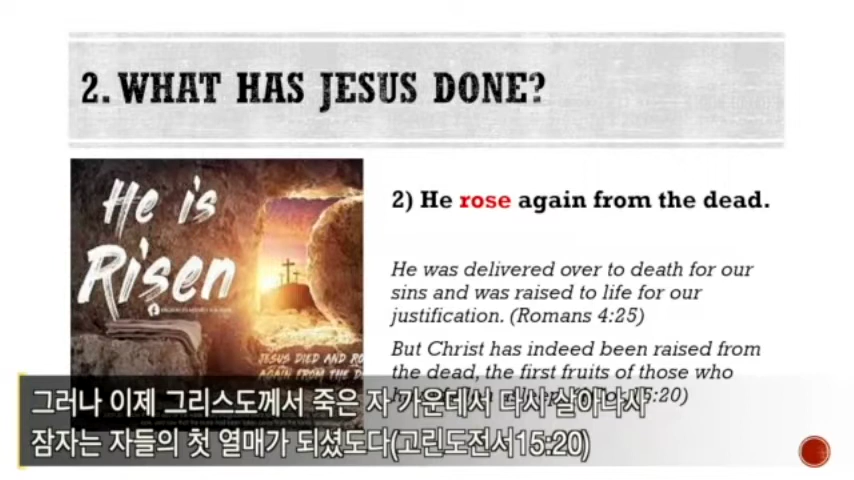 2. WHAT HAS JESUS DONE?
He is
Risen
JESUS DIED AND RO
AGAIN FROM THE D
2) He rose again from the dead.
He was delivered over to death for our
sins and was raised to life for our
justification. (Romans 4:25)
But Christ has indeed been raised from
the dead, the first fruits of those who
5:20)
그러나 이제 그리스도께서 죽은 자 가운데서 다시 살아나사
잠자는 자들의 첫 열매가 되셨도다(고린도전서15:20)